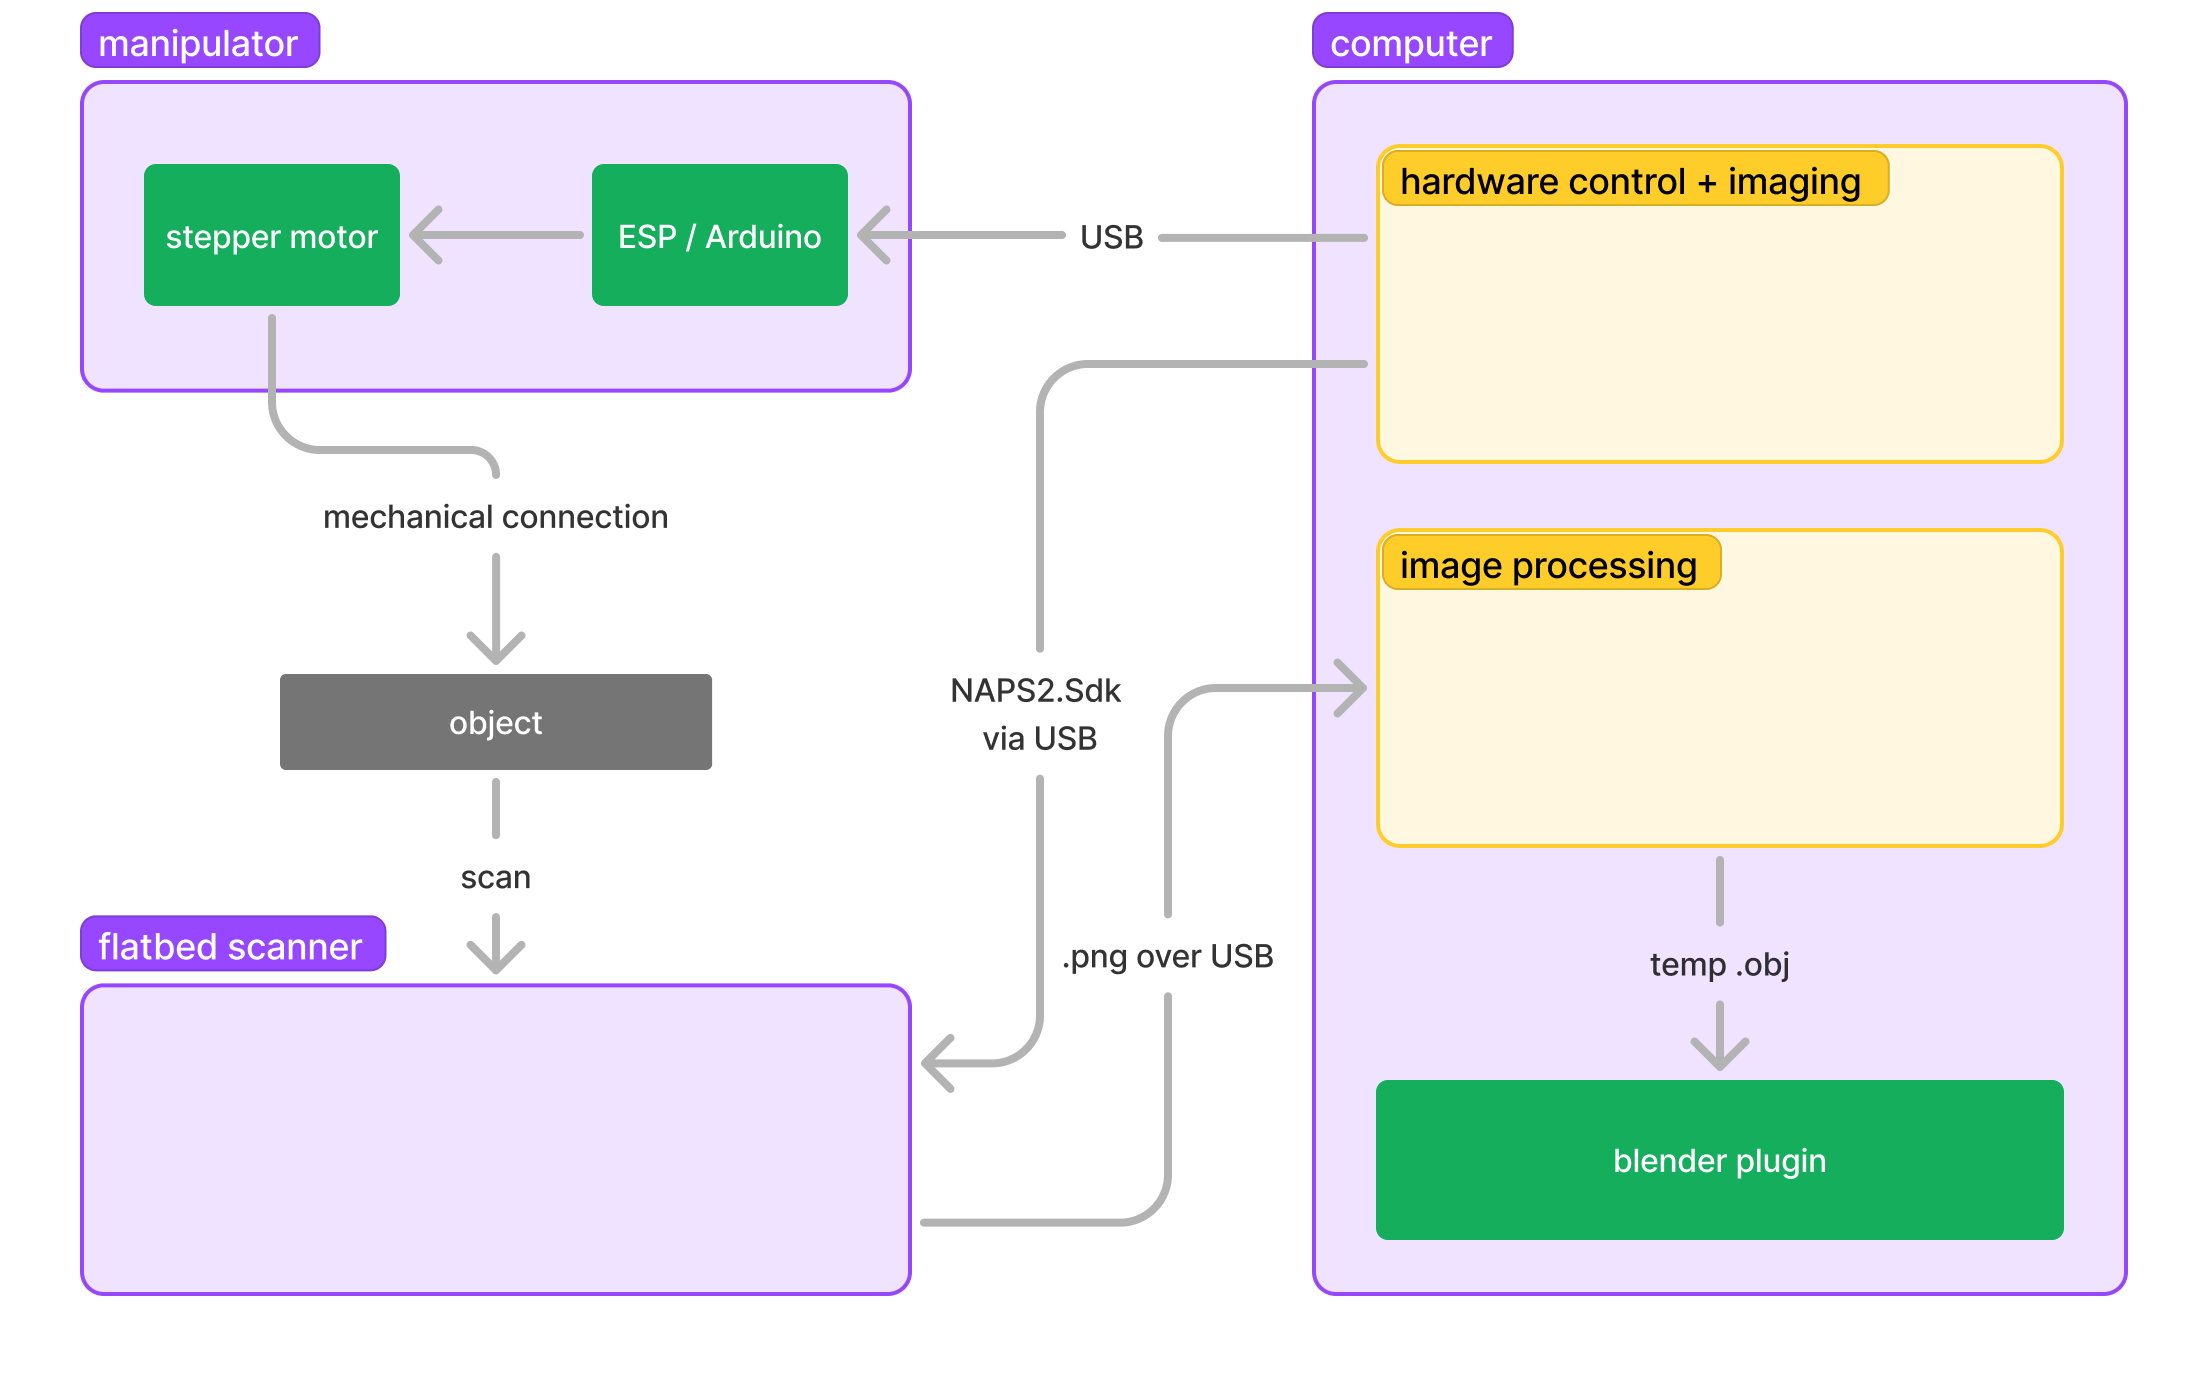 manipulator
computer
hardware control + imaging
stepper motor
ESP / Arduino
USB
mechanical connection
image processing
NAPS2.Sdk
via USB
object
scan
flatbed scanner
.png over USB
temp .obj
blender plugin